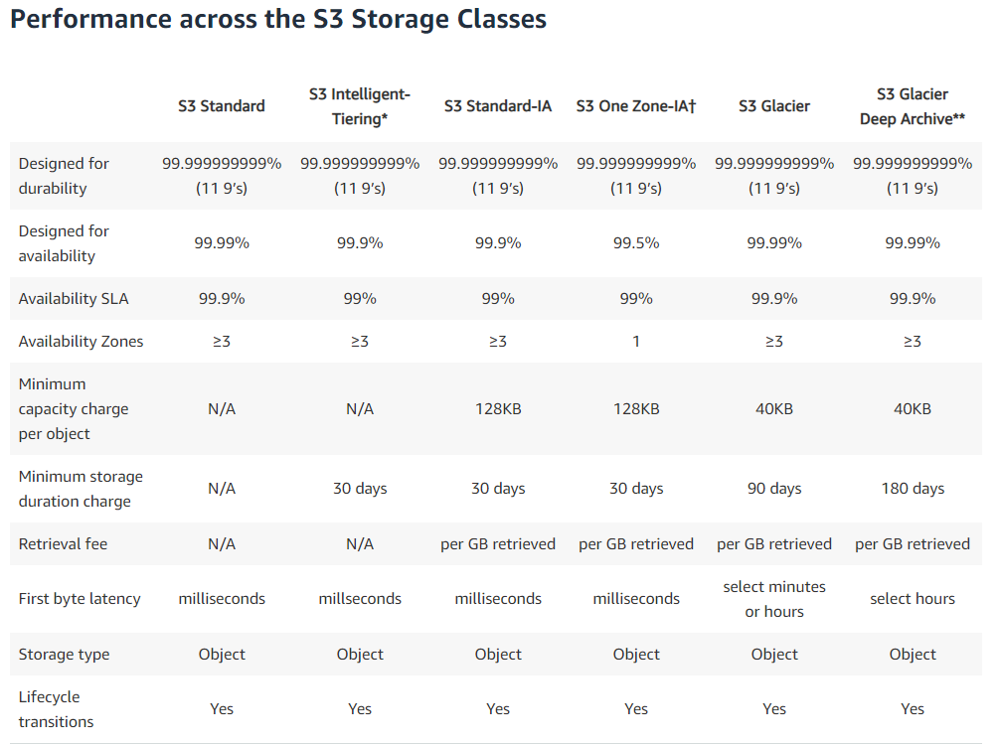 Performance across the S3 Storage Classes
S3 Standard S3 Intelligent-Tiering* S3 Standard-IA S3 One Zone-IA† S3 Glacier S3 Glacier Deep Archive**
Designed for durability 99.999999999% (11 9’s) 99.999999999% (11 9’s) 99.999999999% (11 9’s) 99.999999999% (11 9’s) 99.999999999% (11 9’s) 99.999999999% (11 9’s)
Designed for availability 99.99% 99.9% 99.9% 99.5% 99.99% 99.99%
Availability SLA 99.9% 99% 99% 99% 99.9% 99.9%
Availability Zones ≥3 ≥3 ≥3 1 ≥3 ≥3
Minimum capacity charge per object N/A N/A 128KB 128KB 40KB 40KB
Minimum storage duration charge N/A 30 days 30 days 30 days 90 days 180 days
Retrieval fee N/A N/A per GB retrieved per GB retrieved per GB retrieved per GB retrieved
First byte latency milliseconds millseconds milliseconds milliseconds select minutes or hours select hours
Storage type Object Object Object Object Object Object
Lifecycle transitions Yes Yes Yes Yes Yes Yes